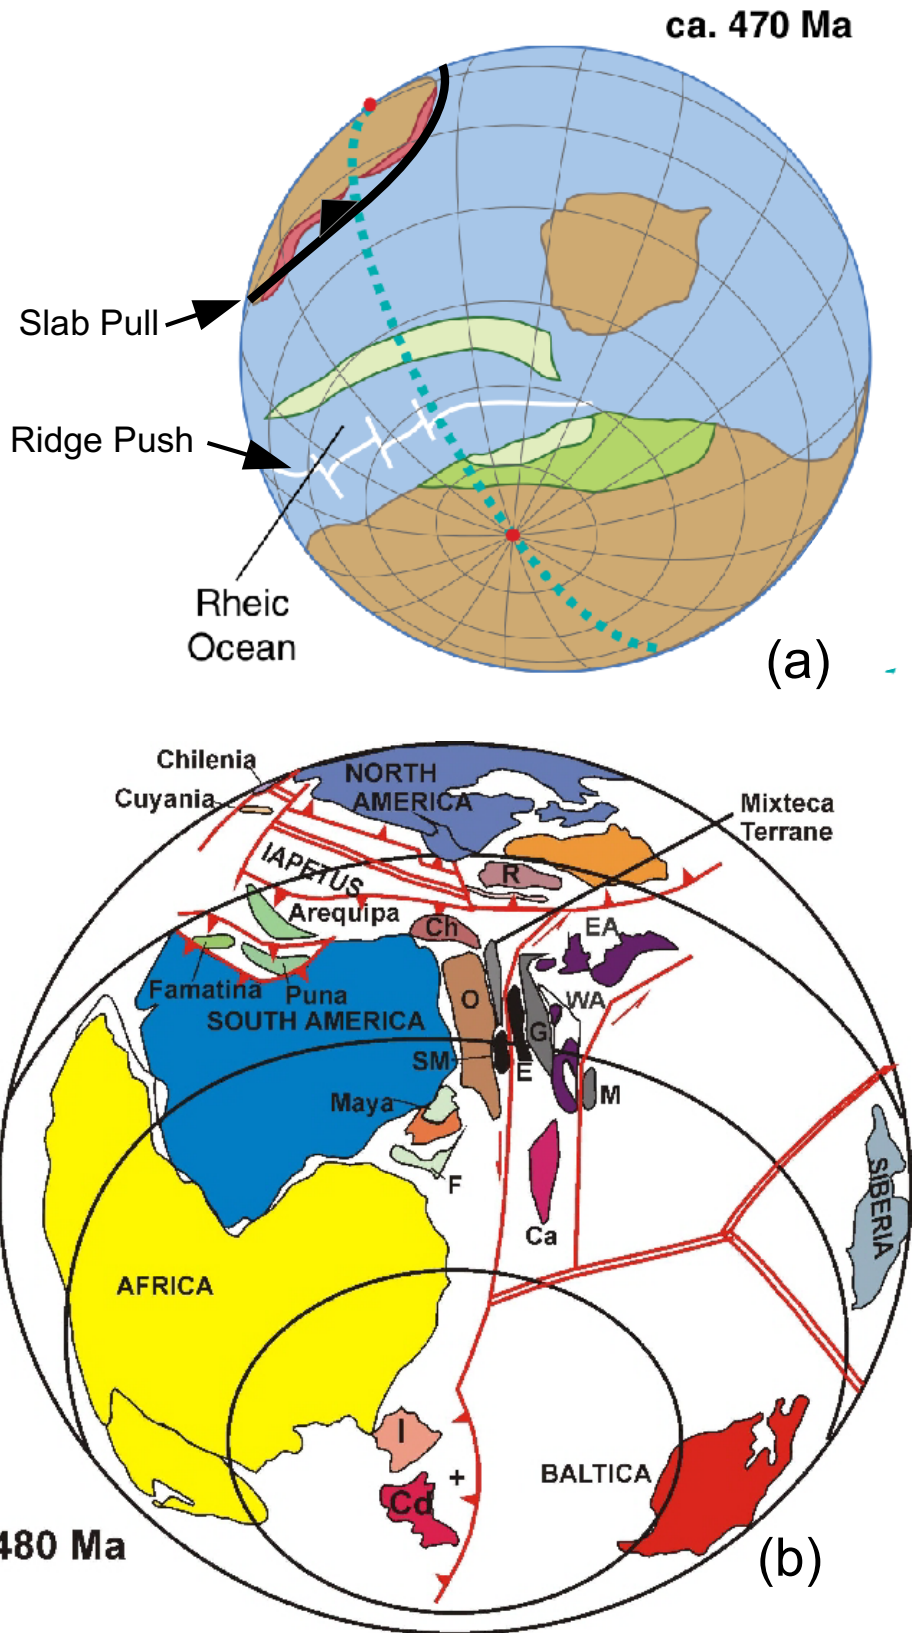 ca. 470 Ma
Slab Pull
Ridge Push
Rheic
Ocean
(a)
Chilenia
Cuyania
NORTH
AMERICA
Mixteca
Terrane
IAPETUS
R
Arequipa
Ch
EA
Famatina
Puna
O
WA
SOUTH AMERICA
G
SM
E
Maya
M
F
SIBERIA
Ca
AFRICA
I
+
BALTICA
Cd
480 Ma
(b)